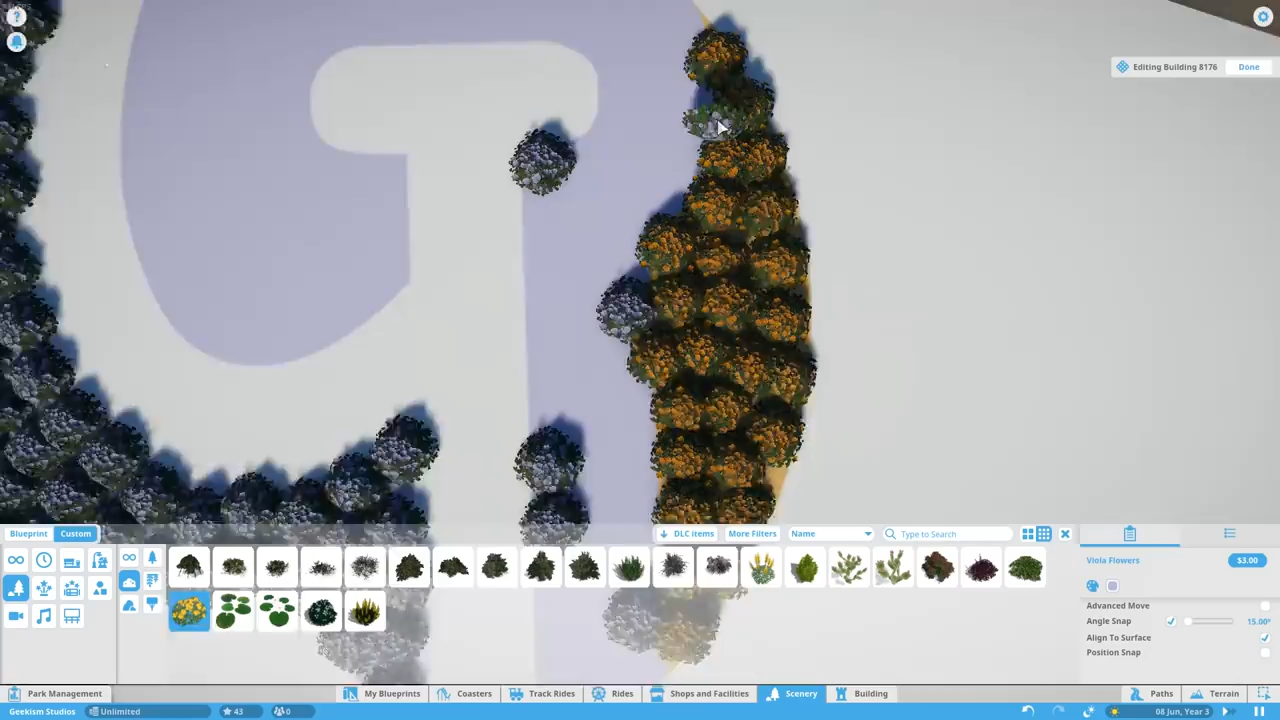 Editing Building 8176 Done
Blueprint Custom DLC items More Filters Name Type to Search
Viola Flowers $3.00
Advanced Move
Angle Snap 15.00°
Align To Surface
Position Snap
Park Management My Blueprints Coasters Track Rides Rides Shops and Facilities Scenery Building Paths Terrain
Geekism Studios Unlimited 43 0 08 Jun, Year 3